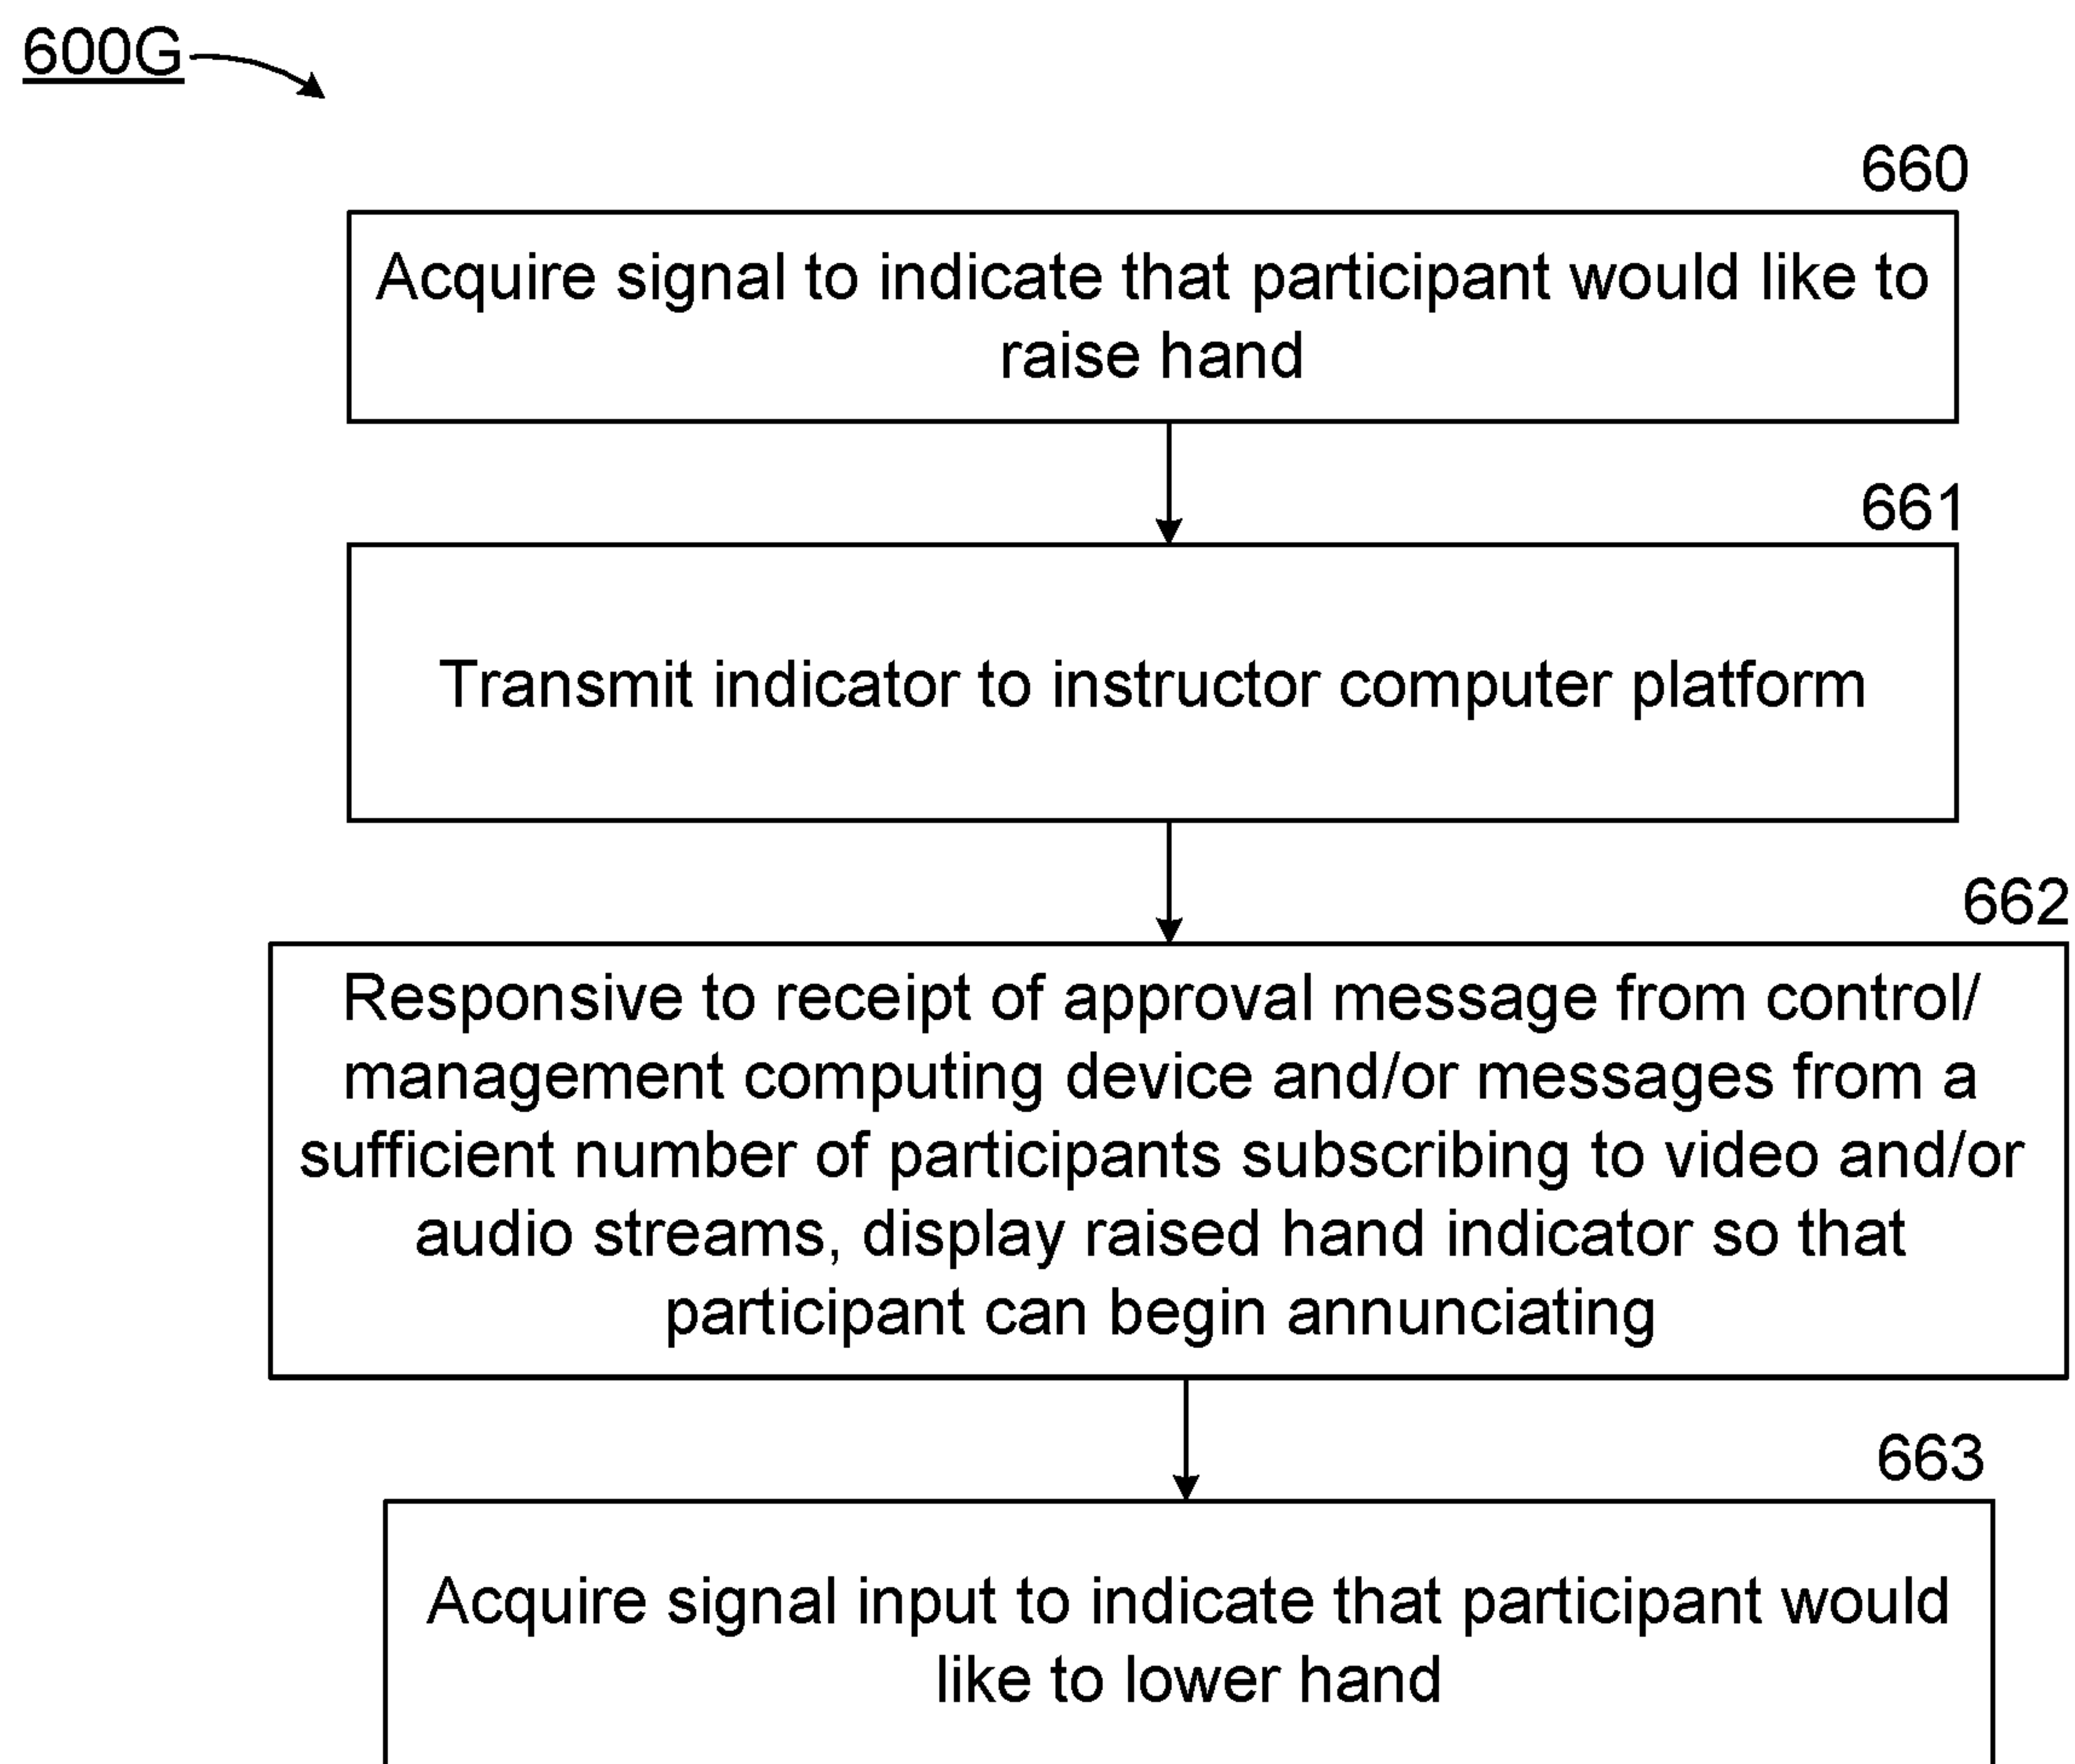 600G
660
Acquire signal to indicate that participant would like to
raise hand
661
Transmit indicator to instructor computer platform
662
Responsive to receipt of approval message from control/
management computing device and/or messages from a
sufficient number of participants subscribing to video and/or
audio streams, display raised hand indicator so that
participant can begin annunciating
663
Acquire signal input to indicate that participant would
like to lower hand